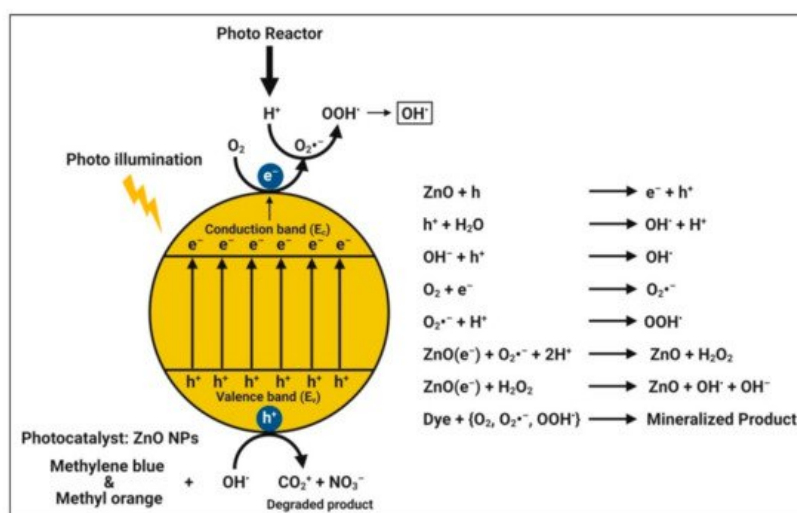 Photo Reactor
H⁺ OOH· → OH·
O₂ O₂•⁻
Photo illumination
e⁻
Conduction band (E꜀)
e⁻ e⁻ e⁻ e⁻ e⁻ e⁻
h⁺ h⁺ h⁺ h⁺ h⁺ h⁺
Valence band (Eᵥ)
h⁺
Photocatalyst: ZnO NPs
Methylene blue
&
Methyl orange
+ OH· CO₂⁺ + NO₃⁻
Degraded product
ZnO + h → e⁻ + h⁺
h⁺ + H₂O → OH· + H⁺
OH⁻ + h⁺ → OH·
O₂ + e⁻ → O₂•⁻
O₂•⁻ + H⁺ → OOH·
ZnO(e⁻) + O₂•⁻ + 2H⁺ → ZnO + H₂O₂
ZnO(e⁻) + H₂O₂ → ZnO + OH· + OH⁻
Dye + {O₂, O₂•⁻, OOH·} → Mineralized Product